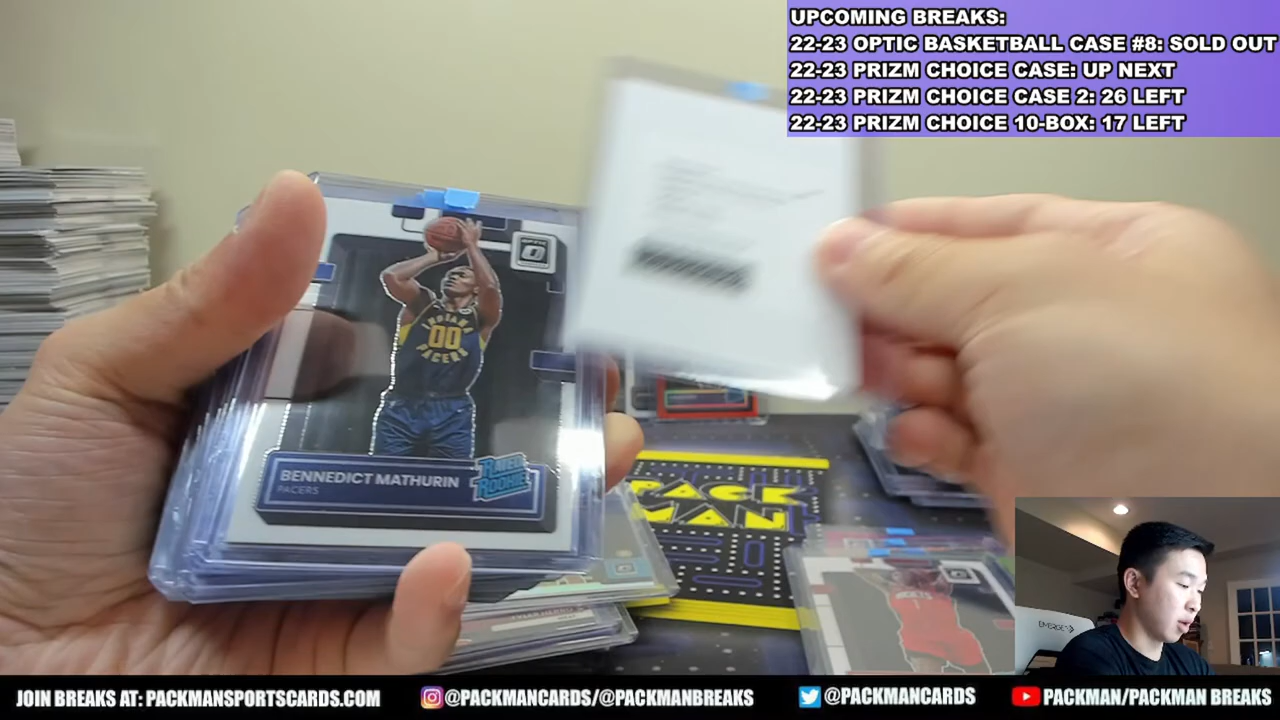 UPCOMING BREAKS:
22-23 OPTIC BASKETBALL CASE #8: SOLD OUT
22-23 PRIZM CHOICE CASE: UP NEXT
22-23 PRIZM CHOICE CASE 2: 26 LEFT
22-23 PRIZM CHOICE 10-BOX: 17 LEFT
OPTIC
INDIANA
00
PACERS
BENNEDICT MATHURIN
PACERS
RATED
ROOKIE
PACK
MAN
JOIN BREAKS AT: PACKMANSPORTSCARDS.COM
@PACKMANCARDS/@PACKMANBREAKS
@PACKMANCARDS
PACKMAN/PACKMAN BREAKS